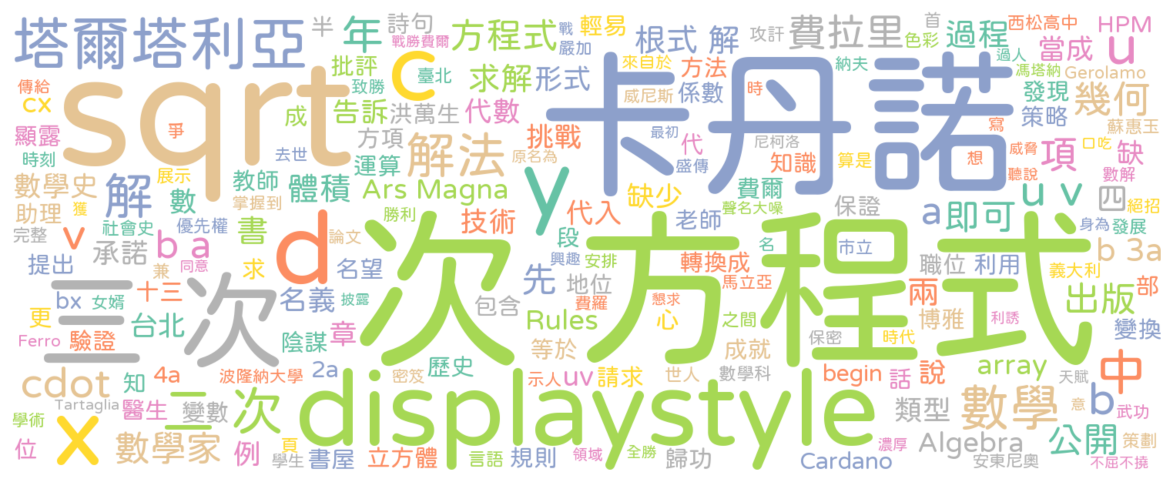 塔爾塔利亞 半 年 詩句 戰 方程式 輕易 根式 解 攻訐 費拉里 首 色彩 過程 西松高中 HPM
戰勝費爾 嚴加 來自於 納夫 過人 當成 u
傳給 sqrt c 批評 臺北 致勝 求解 形式 方法 卡丹諾 馮塔納 Gerolamo
cx 成 告訴 洪萬生 代數 威尼斯 係數 時 發現 幾何
顯露 爭 方項 挑戰 代 尼柯洛 寫 策略 蘇惠玉
時刻 去世 解法 原名為 最初 盛傳 知識 算是 想 威脅 口吃 項 缺
數學史 展示 運算 y 缺少 費爾 聽說 數解
助理 解 數 教師 體積 Ars Magna 聲名大噪 保證 u v 四 絕招
獲 掌握到 勝利 技術 代入 老師 a 即可 身為 發展
完整 v 社會史 優先權 書 d 論文 段 名 市立 b 3a
承諾 b a 兼 同意 求 次方程式 興趣 安排 轉換成 職位 利用 義大利
提出 名望 先 地位 馬立亞 部
更 bx 女婿 十三 三次 名義 披露 包含 費羅 懇求 心 之間 兩 出版
台北 章 Rules 保密 時代 利誘 博雅 變換
Ferro 驗證 陰謀 等於 成就 array 中
cdot 知 4a 波隆納大學 2a 歷史 密笈 示人 uv 請求 世人 數學科 begin 話 說 天賦
學術 Tartaglia 醫生 二次 變數 displaystyle 類型 數學 b 意 武功
位 x 數學家 例 頁 學生 書屋 立方體 言語 規則 領域 全勝 歸功 Cardano 濃厚 Algebra 安東尼奧 公開 策劃 不屈不撓